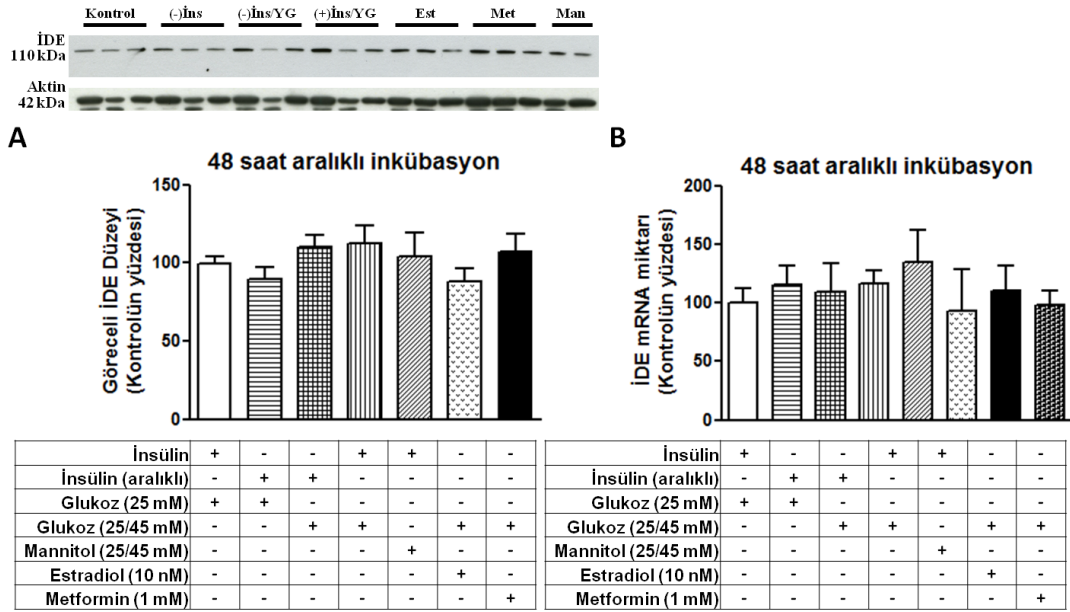 Kontrol (-)İns (-)İns/YG (+)İns/YG Est Met Man
İDE
110 kDa
Aktin
42 kDa
A
48 saat aralıklı inkübasyon
Göreceli İDE Düzeyi
(Kontrolün yüzdesi)
150
100
50
0
İnsülin + - - + + - -
İnsülin (aralıklı) - + + - - - -
Glukoz (25 mM) + + - - - - -
Glukoz (25/45 mM) - - + + - + +
Mannitol (25/45 mM) - - - - + - -
Estradiol (10 nM) - - - - - + -
Metformin (1 mM) - - - - - - +
B
48 saat aralıklı inkübasyon
İDE mRNA miktarı
(Kontrolün yüzdesi)
200
150
100
50
0
İnsülin + - - + + - -
İnsülin (aralıklı) - + + - - - - -
Glukoz (25 mM) + + - - - - - -
Glukoz (25/45 mM) - - + + - - + +
Mannitol (25/45 mM) - - - - - + - -
Estradiol (10 nM) - - - - - - + -
Metformin (1 mM) - - - - - - - +